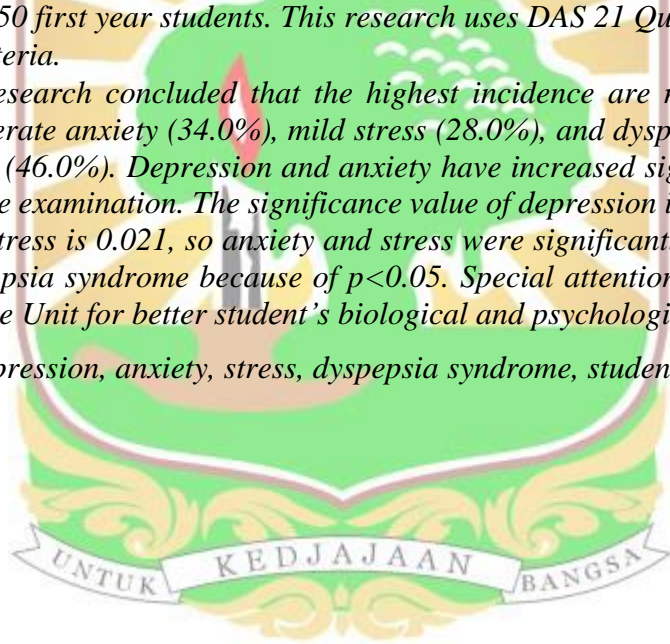 50 first year students. This research uses DAS 21 Qu
teria.
esearch concluded that the highest incidence are
erate anxiety (34.0%), mild stress (28.0%), and dysp
(46.0%). Depression and anxiety have increased sig
e examination. The significance value of depression i
tress is 0.021, so anxiety and stress were significant
psia syndrome because of p<0.05. Special attention
e Unit for better student's biological and psychologi
pression, anxiety, stress, dyspepsia syndrome, studen
UNTUK KEDJAJAAN BANGSA